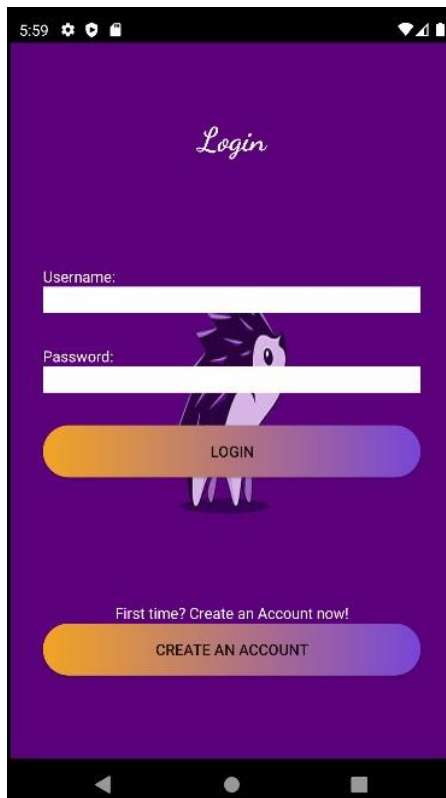 5:59
Login
Username:
Password:
LOGIN
First time? Create an Account now!
CREATE AN ACCOUNT